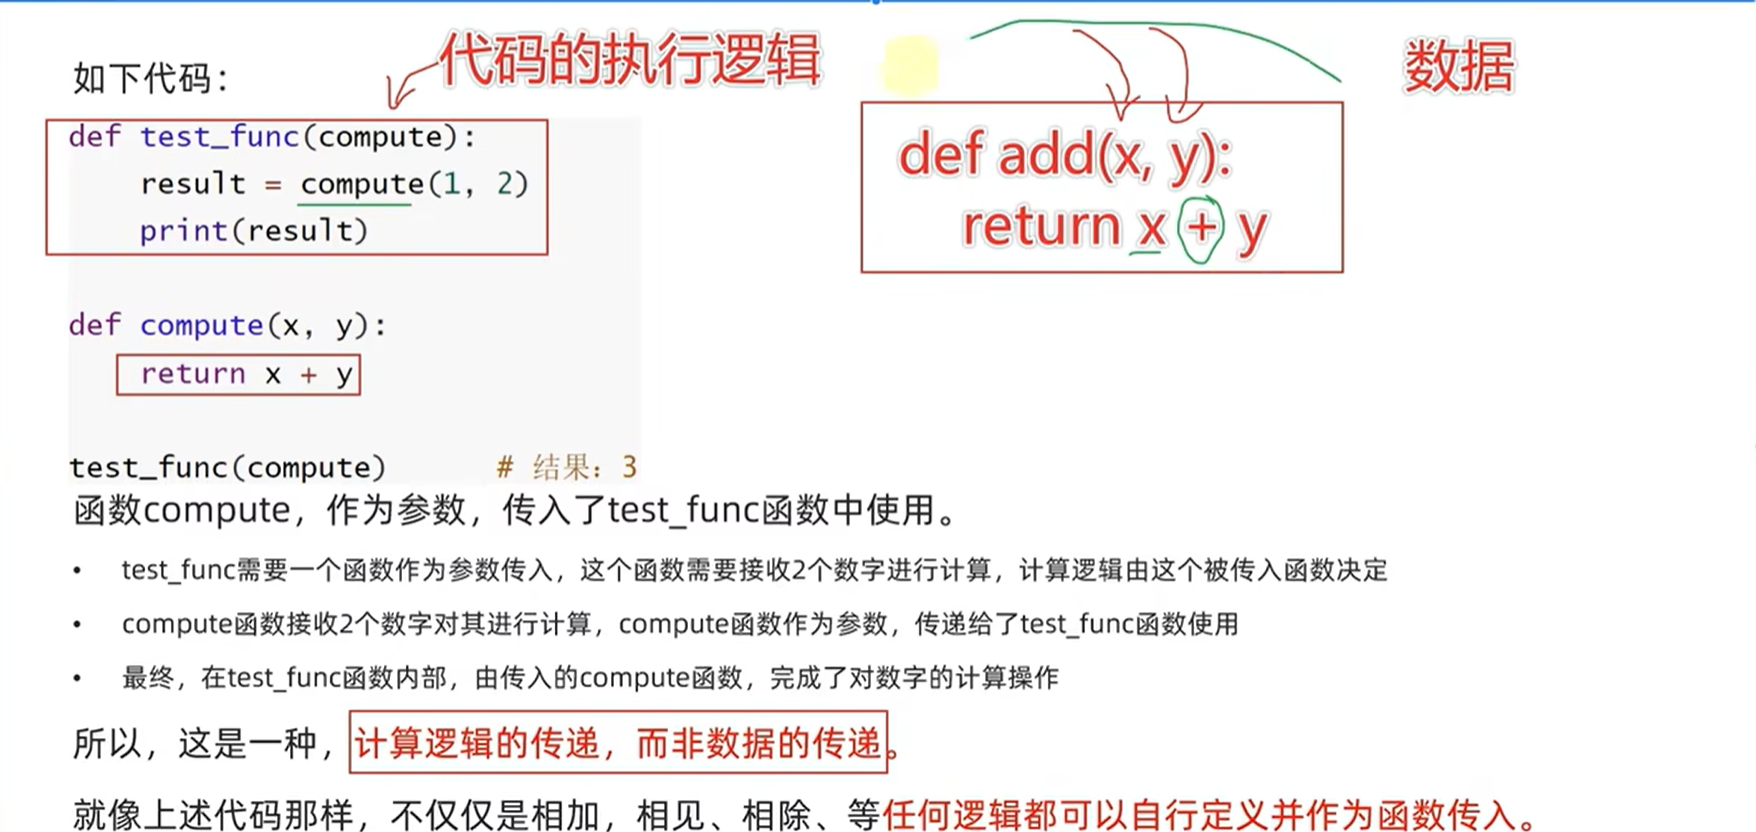 代码的执行逻辑
数据
如下代码：
def test_func(compute):
    result = compute(1, 2)
    print(result)
def add(x, y):
    return x + y
def compute(x, y):
    return x + y
test_func(compute)      # 结果：3
函数compute，作为参数，传入了test_func函数中使用。
• test_func需要一个函数作为参数传入，这个函数需要接收2个数字进行计算，计算逻辑由这个被传入函数决定
• compute函数接收2个数字对其进行计算，compute函数作为参数，传递给了test_func函数使用
• 最终，在test_func函数内部，由传入的compute函数，完成了对数字的计算操作
所以，这是一种，计算逻辑的传递，而非数据的传递。
就像上述代码那样，不仅仅是相加，相见、相除、等任何逻辑都可以自行定义并作为函数传入。